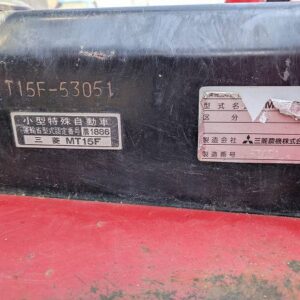 T15F-53051
小型特殊自動車
運輸省型式認定番号 農1886
三菱 MT15F
型式名 M
区分
製造会社 三菱農機株式会
製造番号